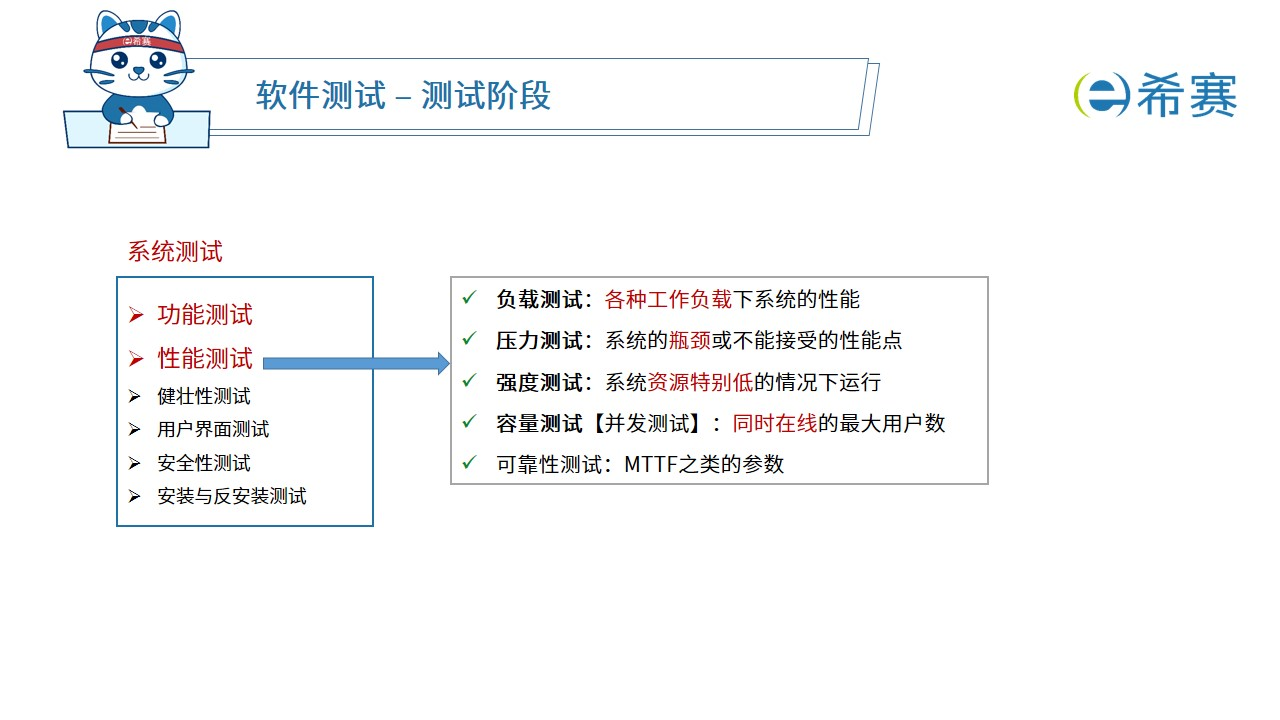 希赛
软件测试 – 测试阶段
希赛
系统测试
功能测试
性能测试
健壮性测试
用户界面测试
安全性测试
安装与反安装测试
负载测试：各种工作负载下系统的性能
压力测试：系统的瓶颈或不能接受的性能点
强度测试：系统资源特别低的情况下运行
容量测试【并发测试】：同时在线的最大用户数
可靠性测试：MTTF之类的参数